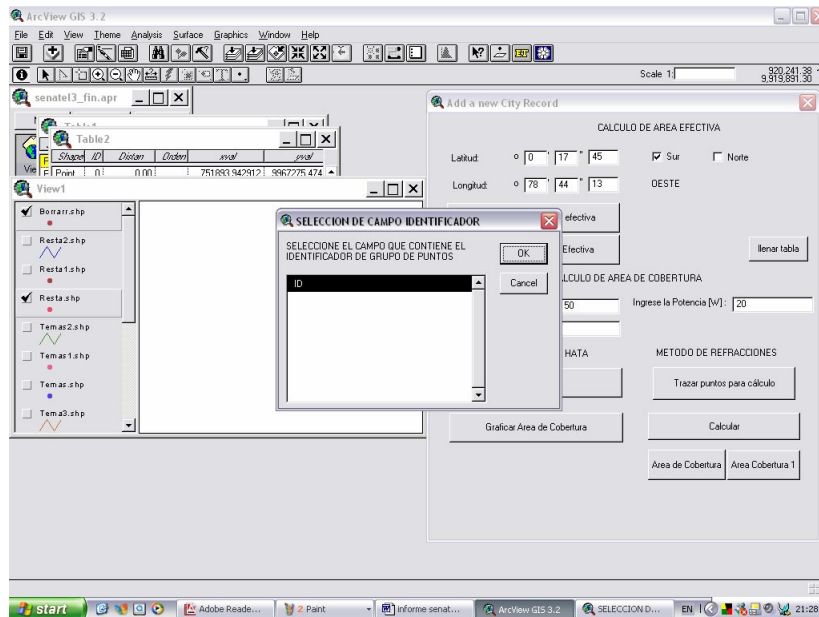 ArcView GIS 3.2
File Edit View Theme Analysis Surface Graphics Window Help
Scale 1:
920,241.38
9,919,891.30
senatel3_fin.apr
Table2
Shape ID Distan Orden xval yval
Point 0 0.00 751893.942912 9967275.474
View1
Borrarr.shp
Resta2.shp
Resta1.shp
Resta.shp
Temas2.shp
Temas1.shp
Temas.shp
Tema3.shp
SELECCION DE CAMPO IDENTIFICADOR
SELECCIONE EL CAMPO QUE CONTIENE EL
IDENTIFICADOR DE GRUPO DE PUNTOS
OK
Cancel
ID
Add a new City Record
CALCULO DE AREA EFECTIVA
Latitud: º 0 ' 17 " 45 Sur Norte
Longitud: º 78 ' 44 " 13 OESTE
efectiva
Efectiva
llenar tabla
LCULO DE AREA DE COBERTURA
50
Ingrese la Potencia [W] : 20
HATA
METODO DE REFRACCIONES
Trazar puntos para cálculo
Graficar Area de Cobertura
Calcular
Area de Cobertura
Area Cobertura 1
start
Adobe Reade...
2 Paint
informe senat...
ArcView GIS 3.2
SELECCION D...
EN
21:28